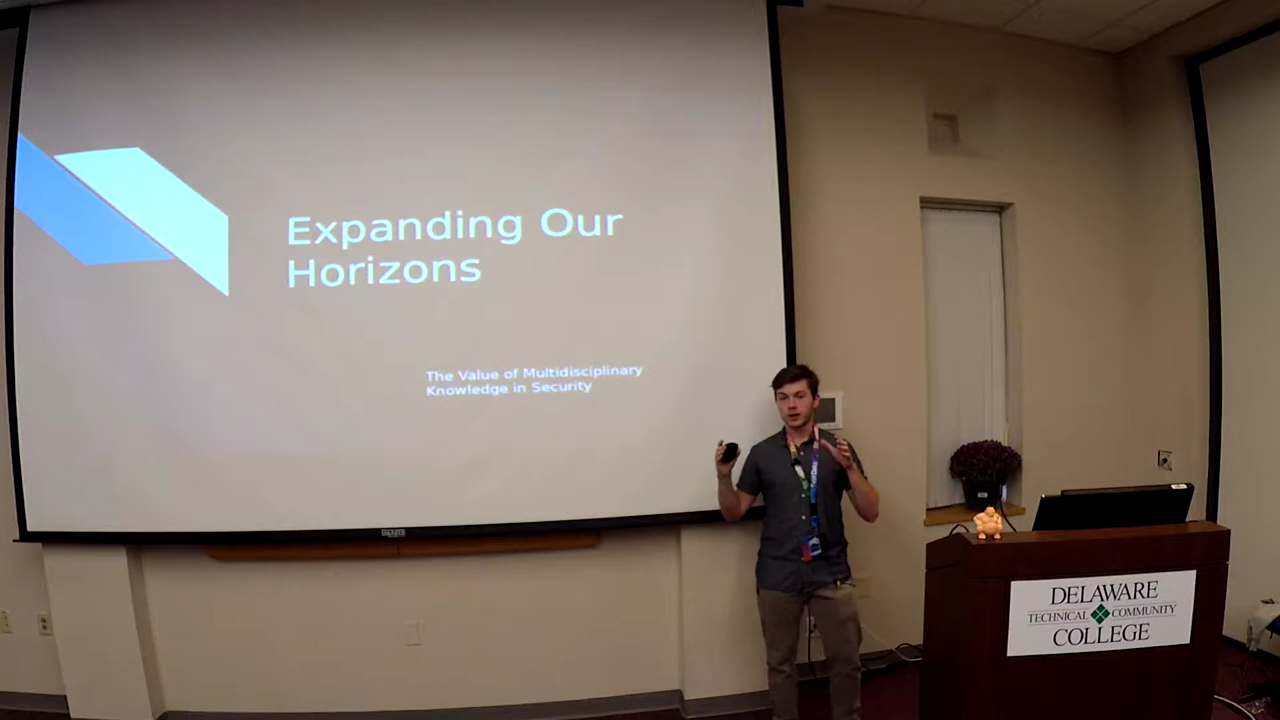 Expanding Our
Horizons
The Value of Multidisciplinary
Knowledge in Security
DELAWARE
TECHNICAL COMMUNITY
COLLEGE